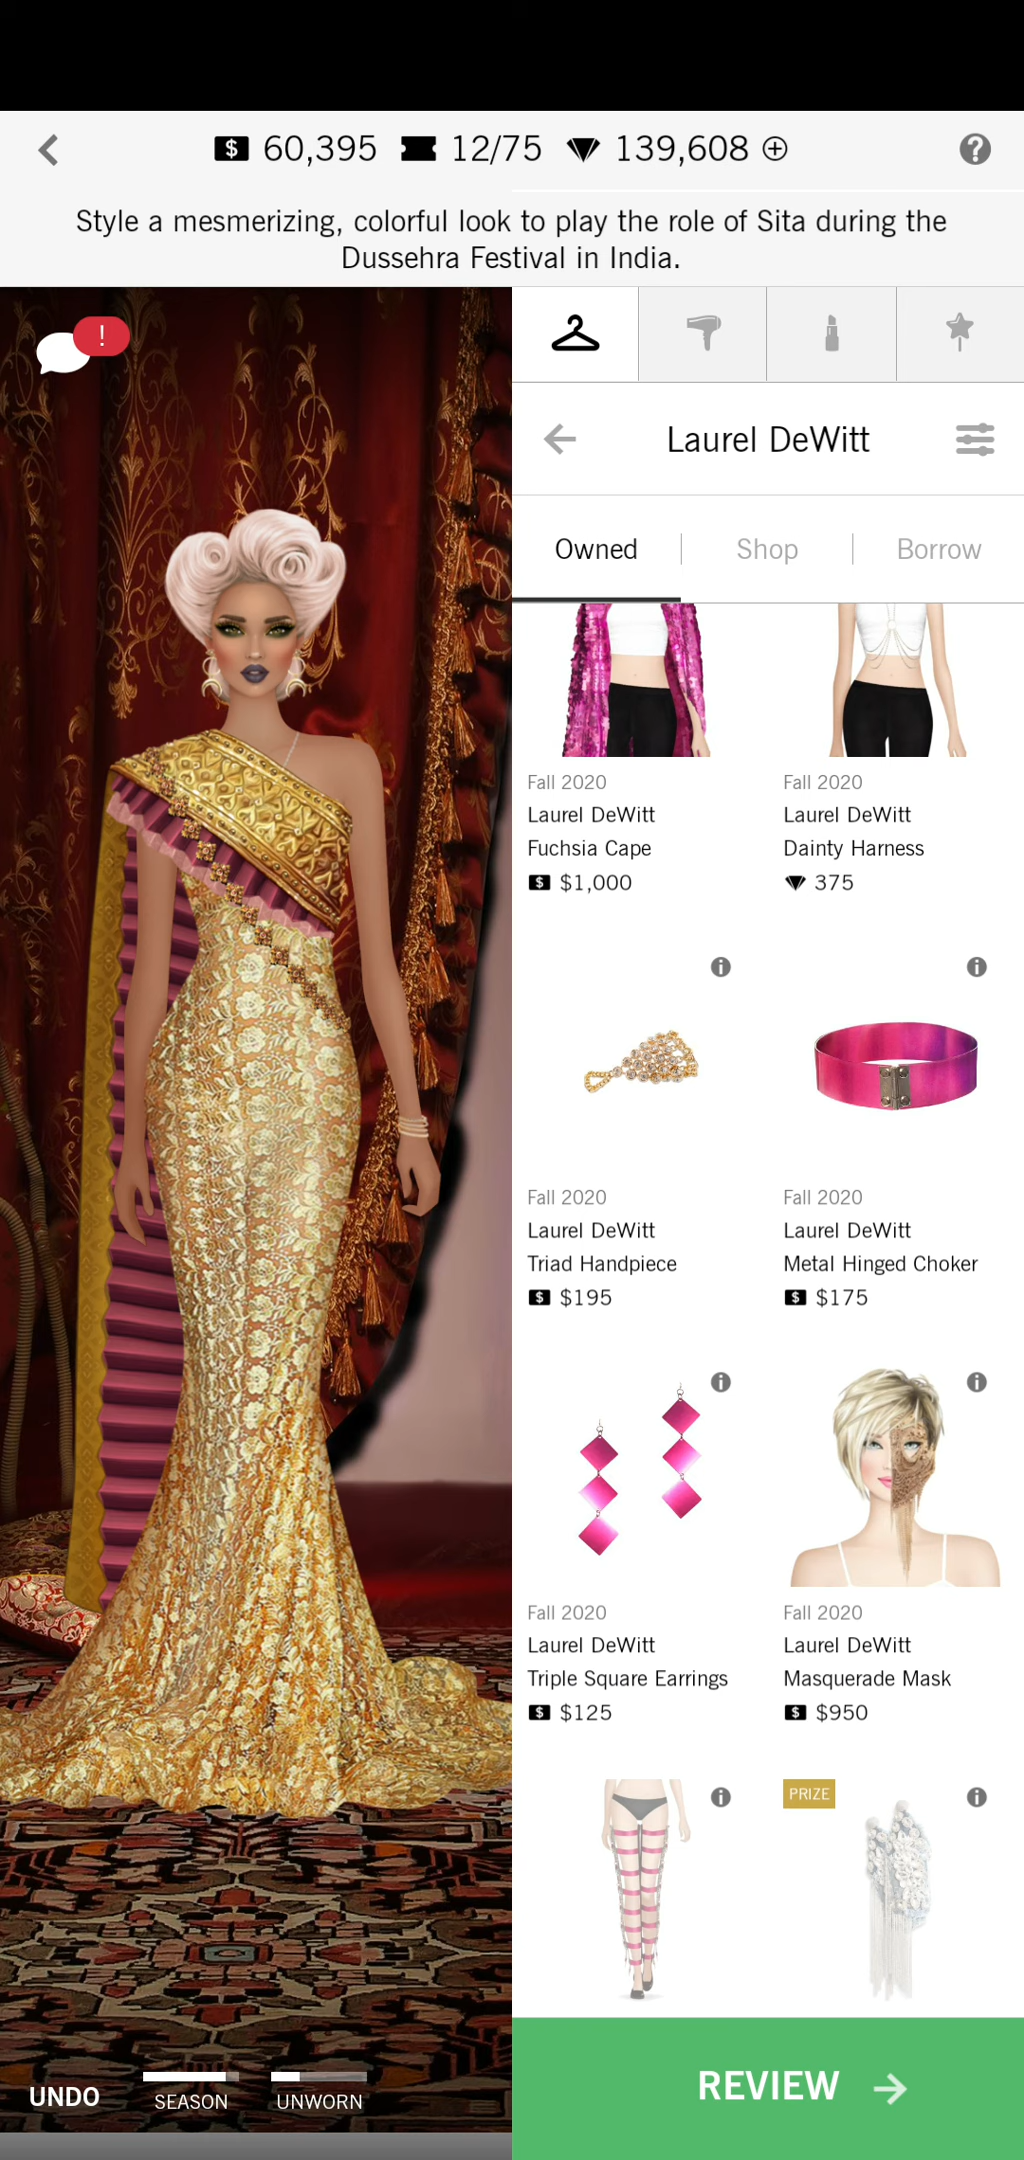 60,395 12/75 139,608
Style a mesmerizing, colorful look to play the role of Sita during the
Dussehra Festival in India.
!
Laurel DeWitt
Owned Shop Borrow
Fall 2020
Laurel DeWitt
Fuchsia Cape
$ $1,000
Fall 2020
Laurel DeWitt
Dainty Harness
375
Fall 2020
Laurel DeWitt
Triad Handpiece
$ $195
Fall 2020
Laurel DeWitt
Metal Hinged Choker
$ $175
Fall 2020
Laurel DeWitt
Triple Square Earrings
$ $125
Fall 2020
Laurel DeWitt
Masquerade Mask
$ $950
PRIZE
UNDO
SEASON
UNWORN
REVIEW